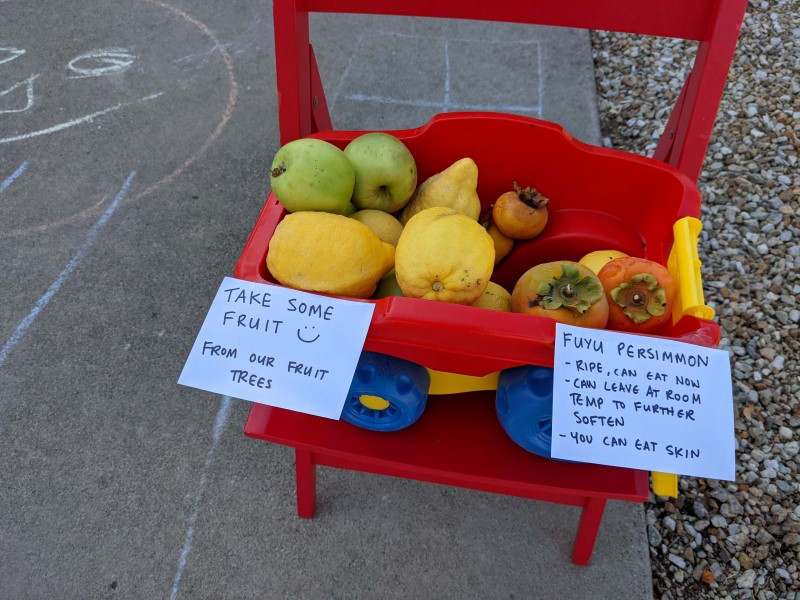 TAKE SOME
FRUIT :)
FROM OUR FRUIT
TREES
FUYU PERSIMMON
- RIPE, CAN EAT NOW
- CAN LEAVE AT ROOM
TEMP TO FURTHER
SOFTEN
- YOU CAN EAT SKIN